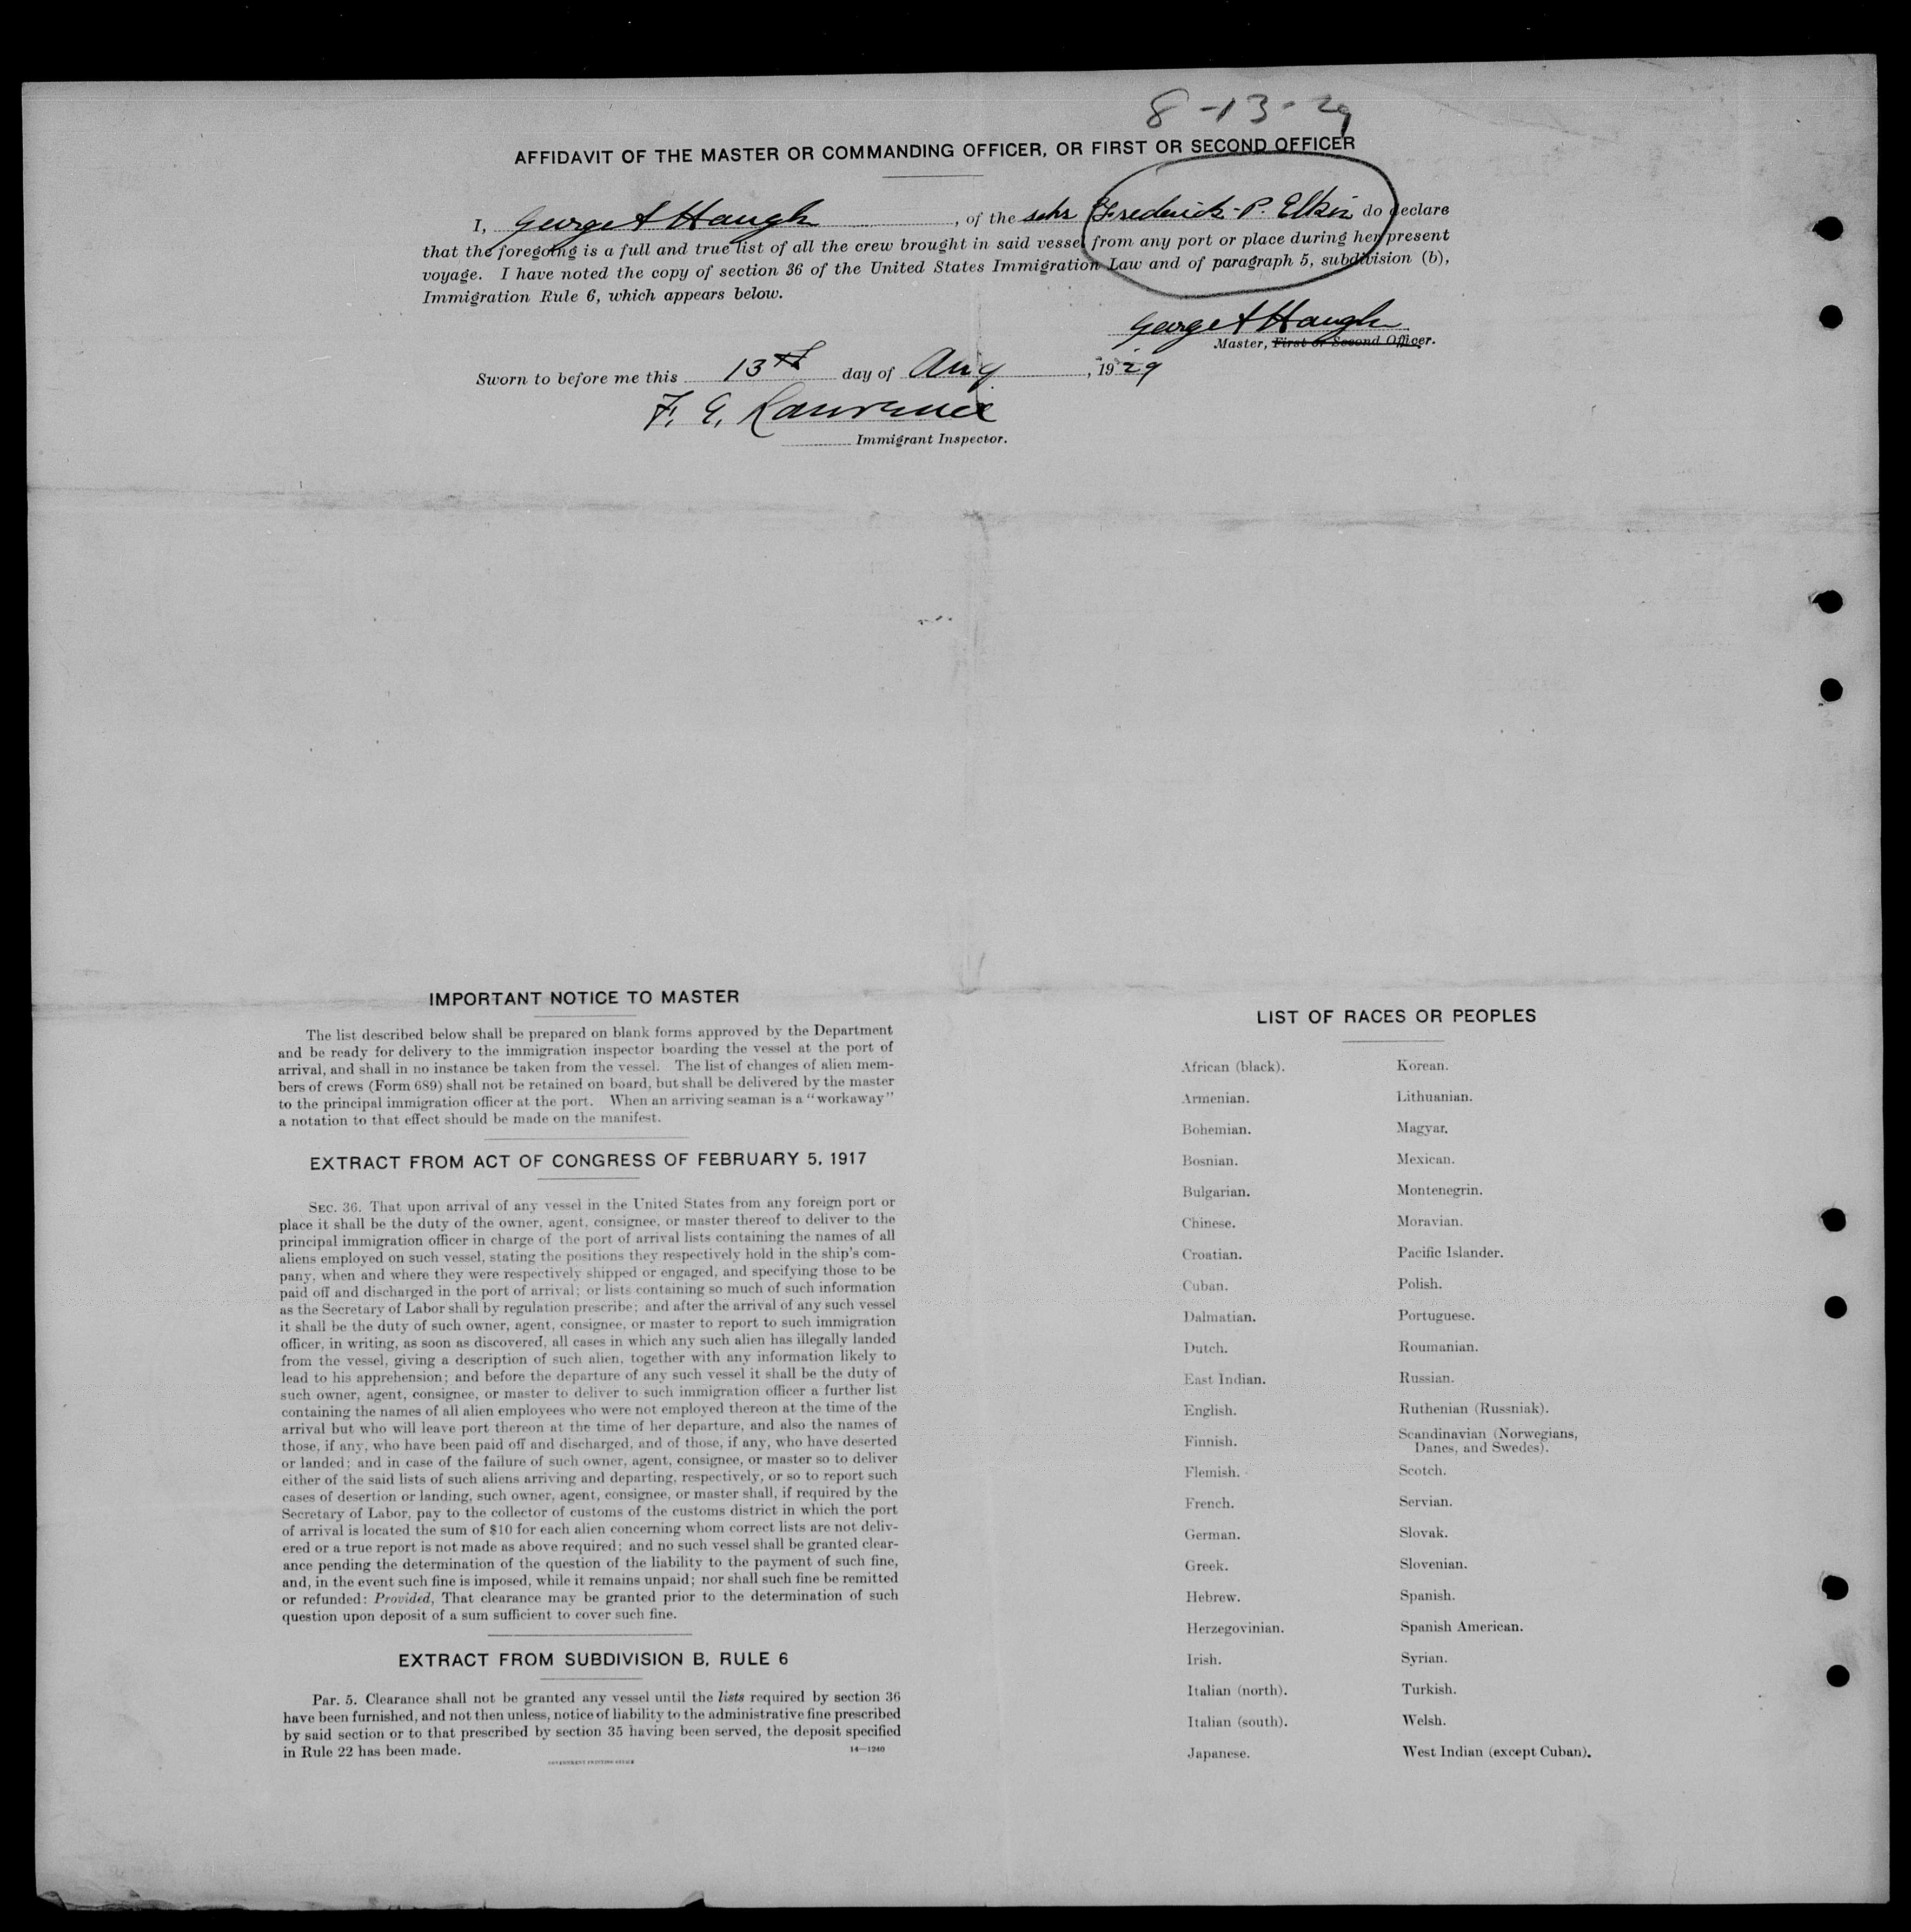 8-13-29
AFFIDAVIT OF THE MASTER OR COMMANDING OFFICER, OR FIRST OR SECOND OFFICER
I, George A Haugh, of the schr Frederick P. Elkin do declare
that the foregoing is a full and true list of all the crew brought in said vessel from any port or place during her present
voyage. I have noted the copy of section 36 of the United States Immigration Law and of paragraph 5, subdivision (b),
Immigration Rule 6, which appears below.
George A Haugh
Master, First or Second Officer.
Sworn to before me this 13th day of Aug, 1929
F. E. Lawrence
Immigrant Inspector.
IMPORTANT NOTICE TO MASTER
The list described below shall be prepared on blank forms approved by the Department
and be ready for delivery to the immigration inspector boarding the vessel at the port of
arrival, and shall in no instance be taken from the vessel. The list of changes of alien mem-
bers of crews (Form 689) shall not be retained on board, but shall be delivered by the master
to the principal immigration officer at the port. When an arriving seaman is a "workaway"
a notation to that effect should be made on the manifest.
EXTRACT FROM ACT OF CONGRESS OF FEBRUARY 5, 1917
SEC. 36. That upon arrival of any vessel in the United States from any foreign port or
place it shall be the duty of the owner, agent, consignee, or master thereof to deliver to the
principal immigration officer in charge of the port of arrival lists containing the names of all
aliens employed on such vessel, stating the positions they respectively hold in the ship's com-
pany, when and where they were respectively shipped or engaged, and specifying those to be
paid off and discharged in the port of arrival; or lists containing so much of such information
as the Secretary of Labor shall by regulation prescribe; and after the arrival of any such vessel
it shall be the duty of such owner, agent, consignee, or master to report to such immigration
officer, in writing, as soon as discovered, all cases in which any such alien has illegally landed
from the vessel, giving a description of such alien, together with any information likely to
lead to his apprehension; and before the departure of any such vessel it shall be the duty of
such owner, agent, consignee, or master to deliver to such immigration officer a further list
containing the names of all alien employees who were not employed thereon at the time of the
arrival but who will leave port thereon at the time of her departure, and also the names of
those, if any, who have been paid off and discharged, and of those, if any, who have deserted
or landed; and in case of the failure of such owner, agent, consignee, or master so to deliver
either of the said lists of such aliens arriving and departing, respectively, or so to report such
cases of desertion or landing, such owner, agent, consignee, or master shall, if required by the
Secretary of Labor, pay to the collector of customs of the customs district in which the port
of arrival is located the sum of $10 for each alien concerning whom correct lists are not deliv-
ered or a true report is not made as above required; and no such vessel shall be granted clear-
ance pending the determination of the question of the liability to the payment of such fine,
and, in the event such fine is imposed, while it remains unpaid; nor shall such fine be remitted
or refunded: Provided, That clearance may be granted prior to the determination of such
question upon deposit of a sum sufficient to cover such fine.
EXTRACT FROM SUBDIVISION B, RULE 6
Par. 5. Clearance shall not be granted any vessel until the lists required by section 36
have been furnished, and not then unless, notice of liability to the administrative fine prescribed
by said section or to that prescribed by section 35 having been served, the deposit specified
in Rule 22 has been made.
14—1240
GOVERNMENT PRINTING OFFICE
LIST OF RACES OR PEOPLES
African (black).
Armenian.
Bohemian.
Bosnian.
Bulgarian.
Chinese.
Croatian.
Cuban.
Dalmatian.
Dutch.
East Indian.
English.
Finnish.
Flemish.
French.
German.
Greek.
Hebrew.
Herzegovinian.
Irish.
Italian (north).
Italian (south).
Japanese.
Korean.
Lithuanian.
Magyar.
Mexican.
Montenegrin.
Moravian.
Pacific Islander.
Polish.
Portuguese.
Roumanian.
Russian.
Ruthenian (Russniak).
Scandinavian (Norwegians,
Danes, and Swedes).
Scotch.
Servian.
Slovak.
Slovenian.
Spanish.
Spanish American.
Syrian.
Turkish.
Welsh.
West Indian (except Cuban).